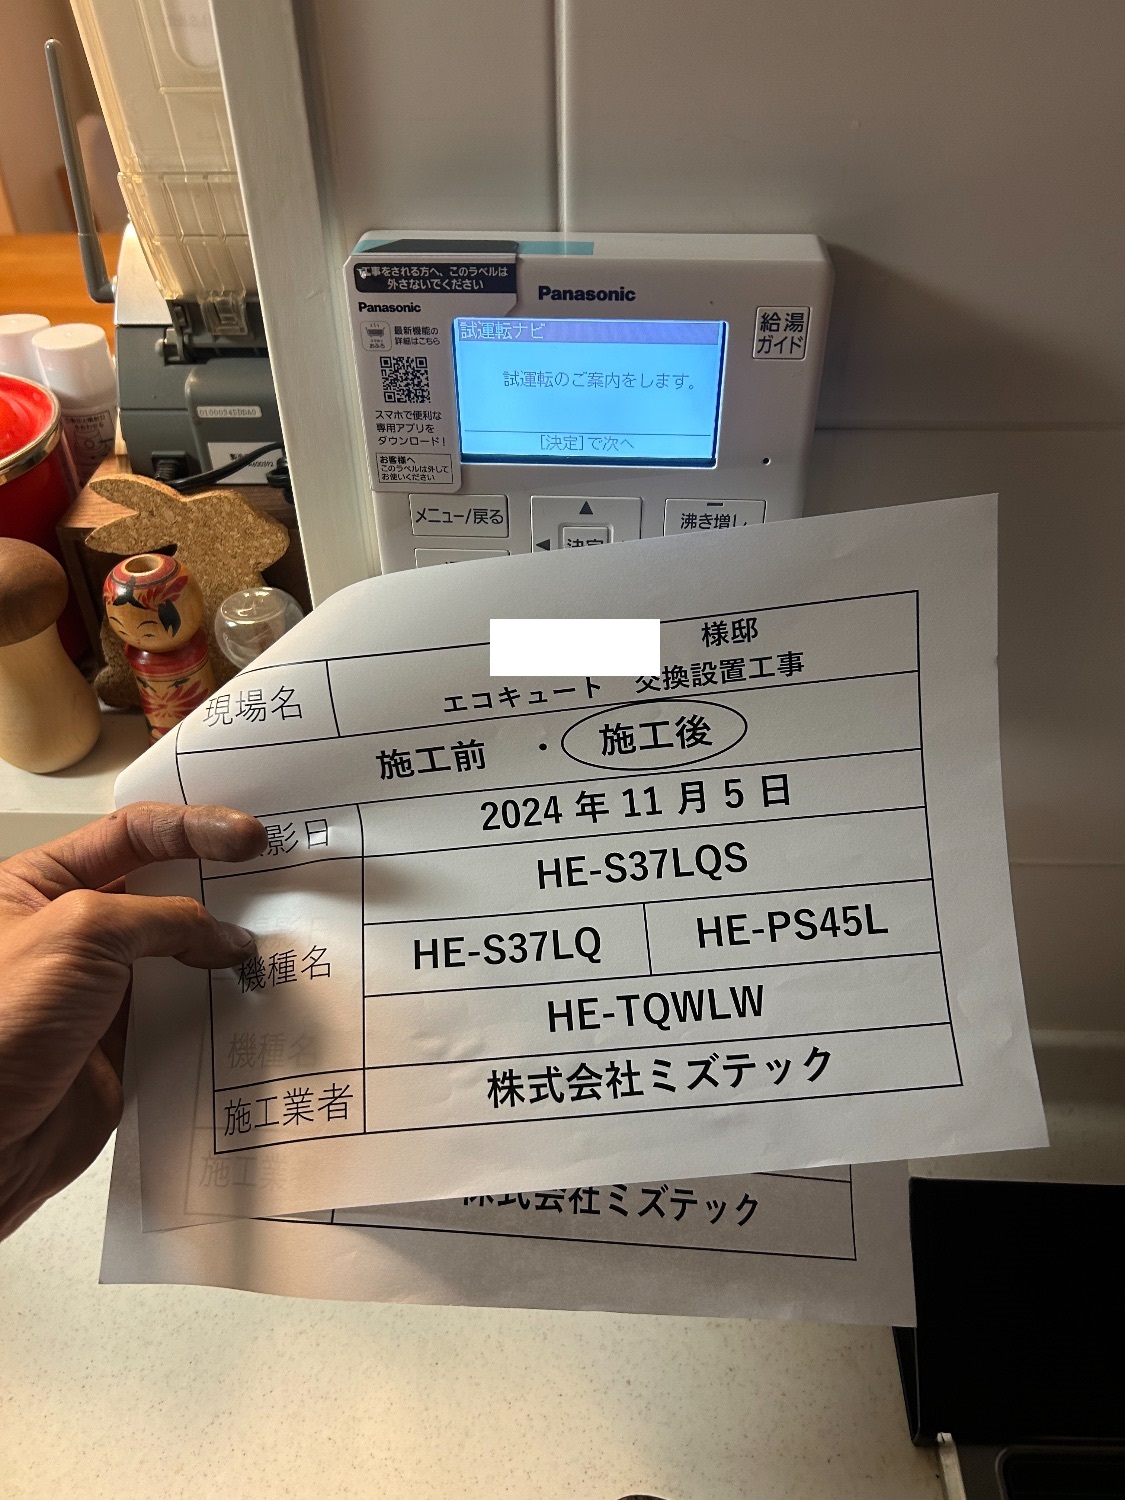 工事をされる方へ、このラベルは
外さないでください
Panasonic
最新機能の
詳細はこちら
スマホで便利な
専用アプリを
ダウンロード!
お客様へ
このラベルは外して
お使いください
Panasonic
試運転ナビ
試運転のご案内をします。
[決定]で次へ
給湯
ガイド
メニュー/戻る
決定
沸き増し
現場名
様邸
エコキュート 交換設置工事
施工前 ・ 施工後
影日
2024 年 11 月 5 日
機種名
HE-S37LQS
HE-S37LQ
HE-PS45L
HE-TQWLW
施工業者
株式会社ミズテック
機種名
施工業
株式会社ミズテック